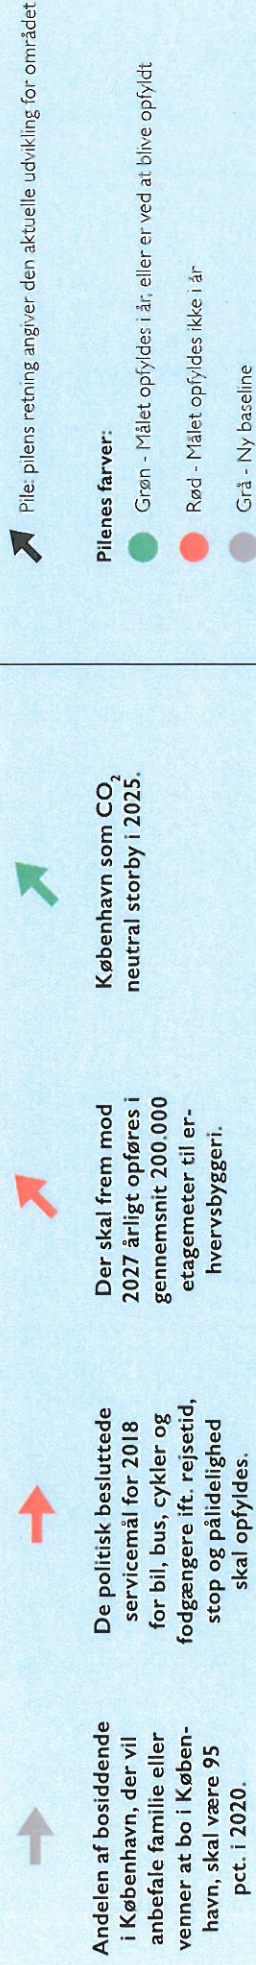 Andelen af bosiddende
i København, der vil
anbefale familie eller
venner at bo i Køben-
havn, skal være 95
pct. i 2020.
De politisk besluttede
servicemål for 2018
for bil, bus, cykler og
fodgængere ift. rejsetid,
stop og pålidelighed
skal opfyldes.
Der skal frem mod
2027 årligt opføres i
gennemsnit 200.000
etagemeter til er-
hvervsbyggeri.
København som CO₂
neutral storby i 2025.
Pile: pilens retning angiver den aktuelle udvikling for området
Pilenes farver:
Grøn - Målet opfyldes i år, eller er ved at blive opfyldt
Rød - Målet opfyldes ikke i år
Grå - Ny baseline